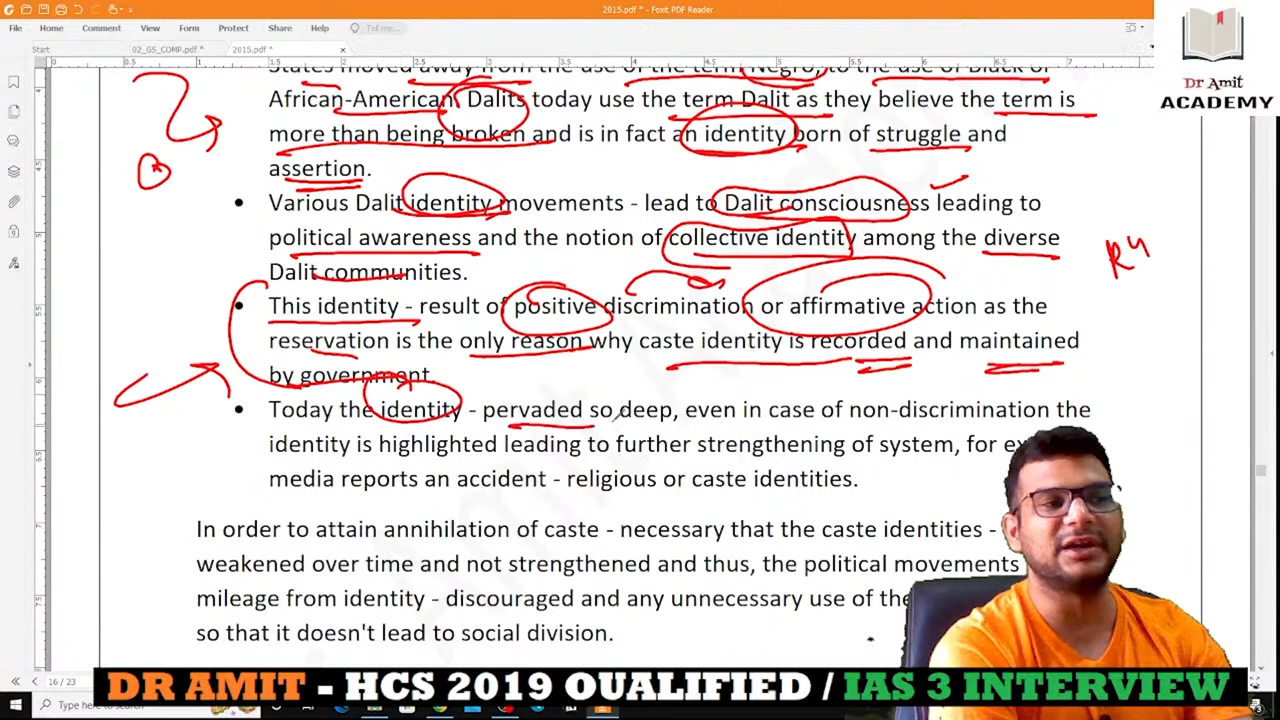 2015.pdf * - Foxit PDF Reader
File Home Comment View Form Protect Share Help Tell me...
Start 02_GS_COMP.pdf * 2015.pdf *
States moved away from the use of the term Negro, to the use of Black or
African-American. Dalits today use the term Dalit as they believe the term is
more than being broken and is in fact an identity born of struggle and
assertion.
• Various Dalit identity movements - lead to Dalit consciousness leading to
political awareness and the notion of collective identity among the diverse
Dalit communities.
R4
• This identity - result of positive discrimination or affirmative action as the
reservation is the only reason why caste identity is recorded and maintained
by government.
• Today the identity - pervaded so deep, even in case of non-discrimination the
identity is highlighted leading to further strengthening of system, for
media reports an accident - religious or caste identities.
In order to attain annihilation of caste - necessary that the caste identities -
weakened over time and not strengthened and thus, the political movements
mileage from identity - discouraged and any unnecessary use of
so that it doesn't lead to social division.
16 / 23
Dr Amit
ACADEMY
DR AMIT - HCS 2019 QUALIFIED / IAS 3 INTERVIEW
Type here to search